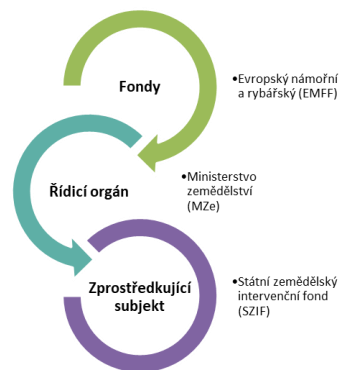 Fondy
•Evropský námořní
a rybářský (EMFF)
Řídicí orgán
•Ministerstvo
zemědělství
(MZe)
Zprostředkující
subjekt
•Státní zemědělský
intervenční fond
(SZIF)